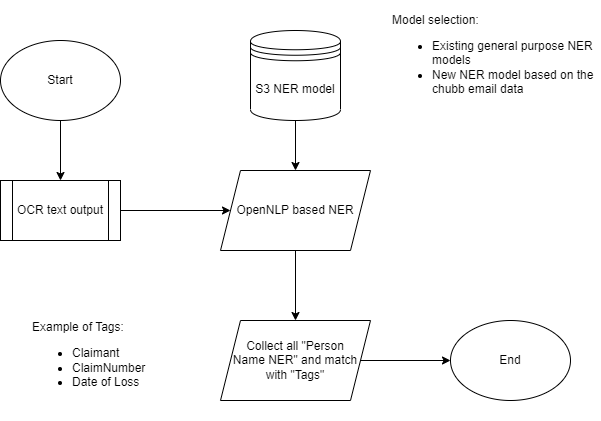 Model selection:
Existing general purpose NER
models
New NER model based on the
chubb email data
Start
S3 NER model
OCR text output
OpenNLP based NER
Example of Tags:
Claimant
ClaimNumber
Date of Loss
Collect all "Person
Name NER" and match
with "Tags"
End